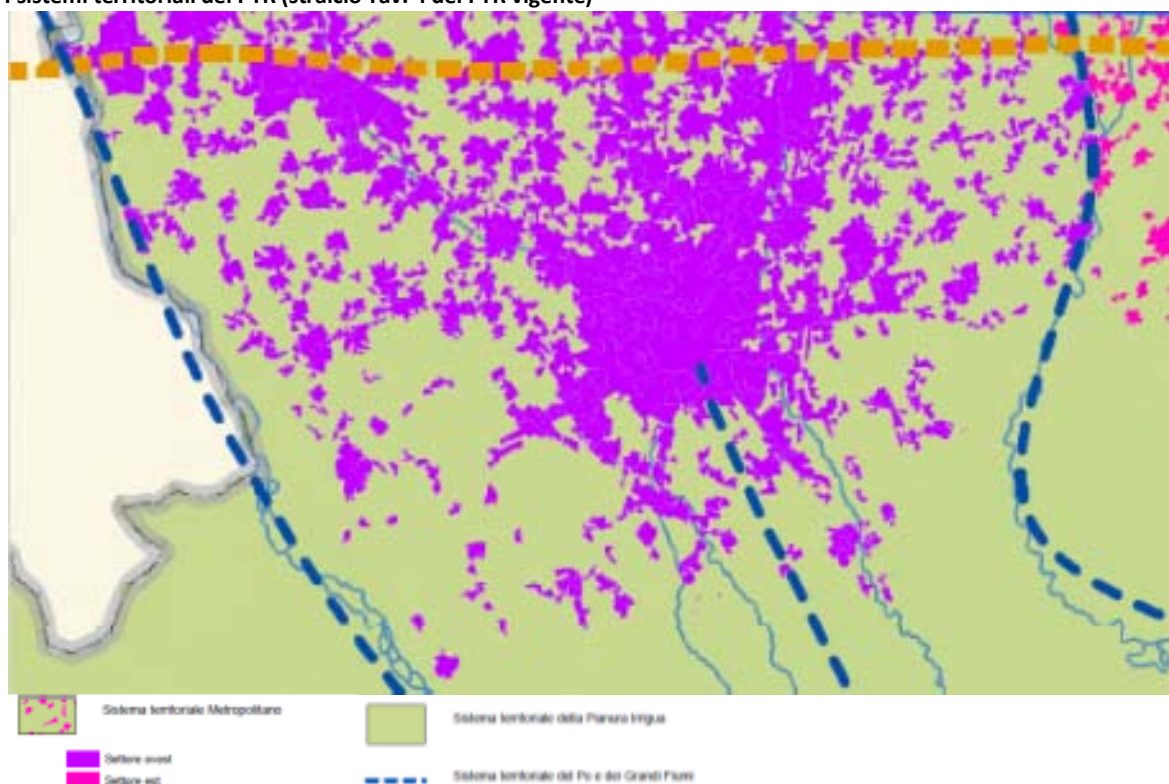 I sistemi territoriali del PTR (stralcio Tav. 4 del PTR vigente)
Sistema territoriale Metropolitano
Sistema territoriale della Pianura Irrigua
Settore ovest
Settore est
Sistema territoriale del Po e dei Grandi Fiumi